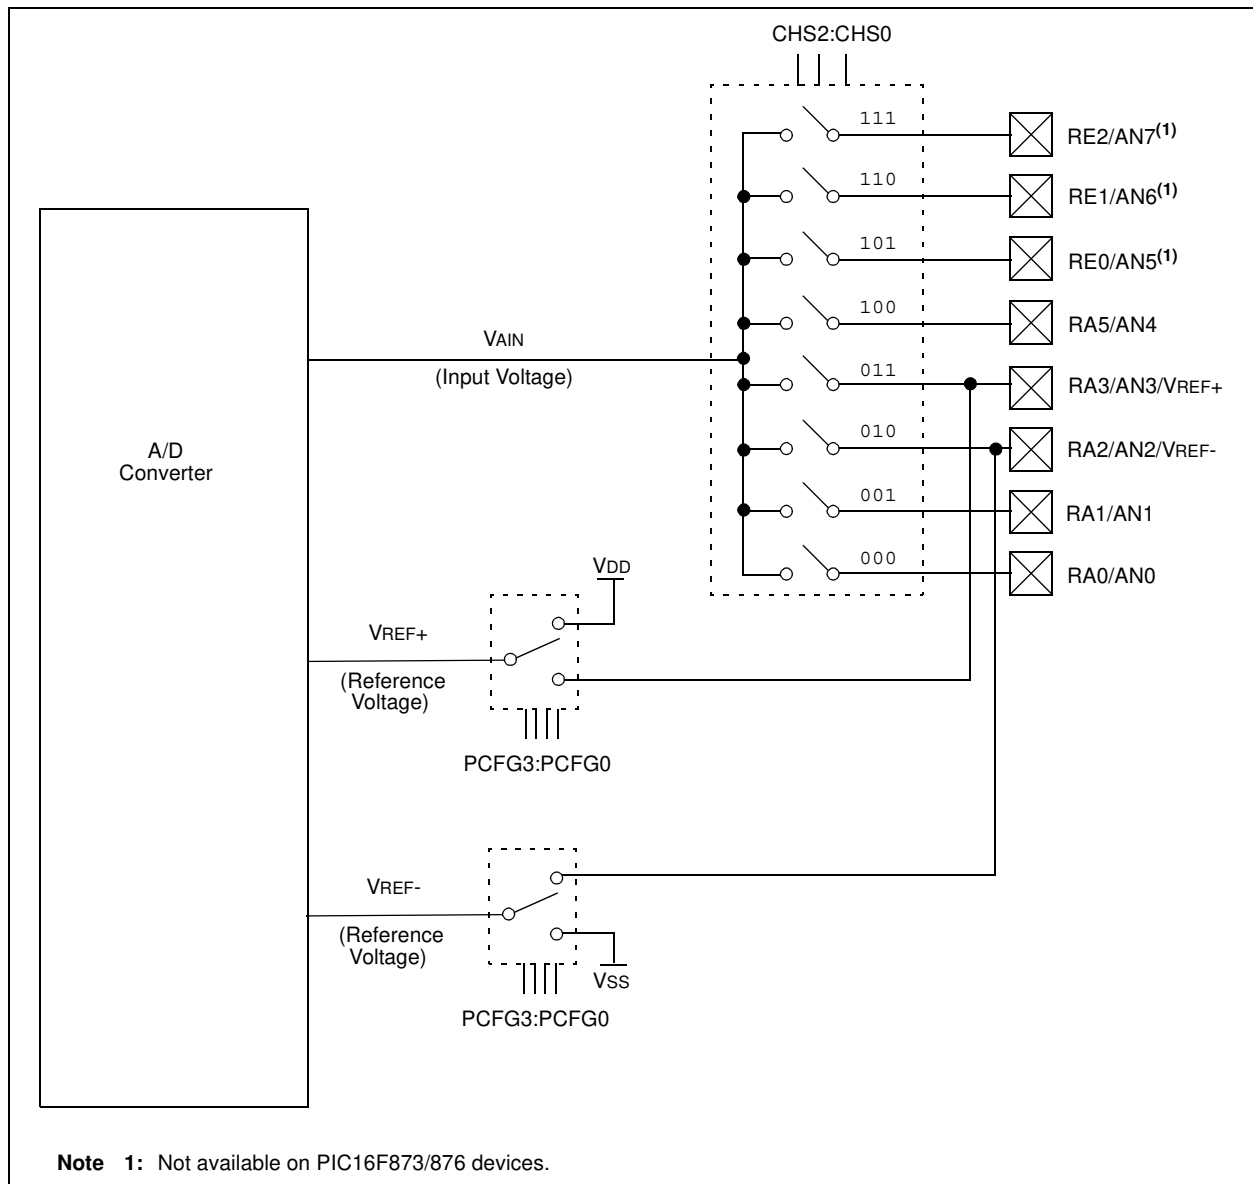 CHS2:CHS0
111
RE2/AN7(1)
110
RE1/AN6(1)
101
RE0/AN5(1)
100
RA5/AN4
VAIN
(Input Voltage)
011
RA3/AN3/VREF+
010
RA2/AN2/VREF-
A/D
Converter
001
RA1/AN1
000
RA0/AN0
VDD
VREF+
(Reference
Voltage)
PCFG3:PCFG0
VREF-
(Reference
Voltage)
VSS
PCFG3:PCFG0
Note 1: Not available on PIC16F873/876 devices.